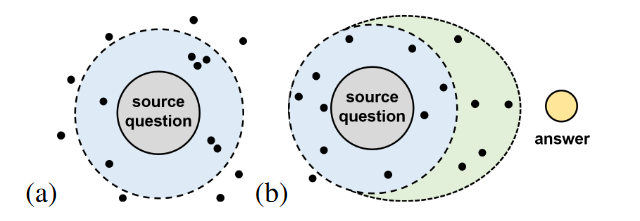 (a)
source
question
(b)
source
question
answer